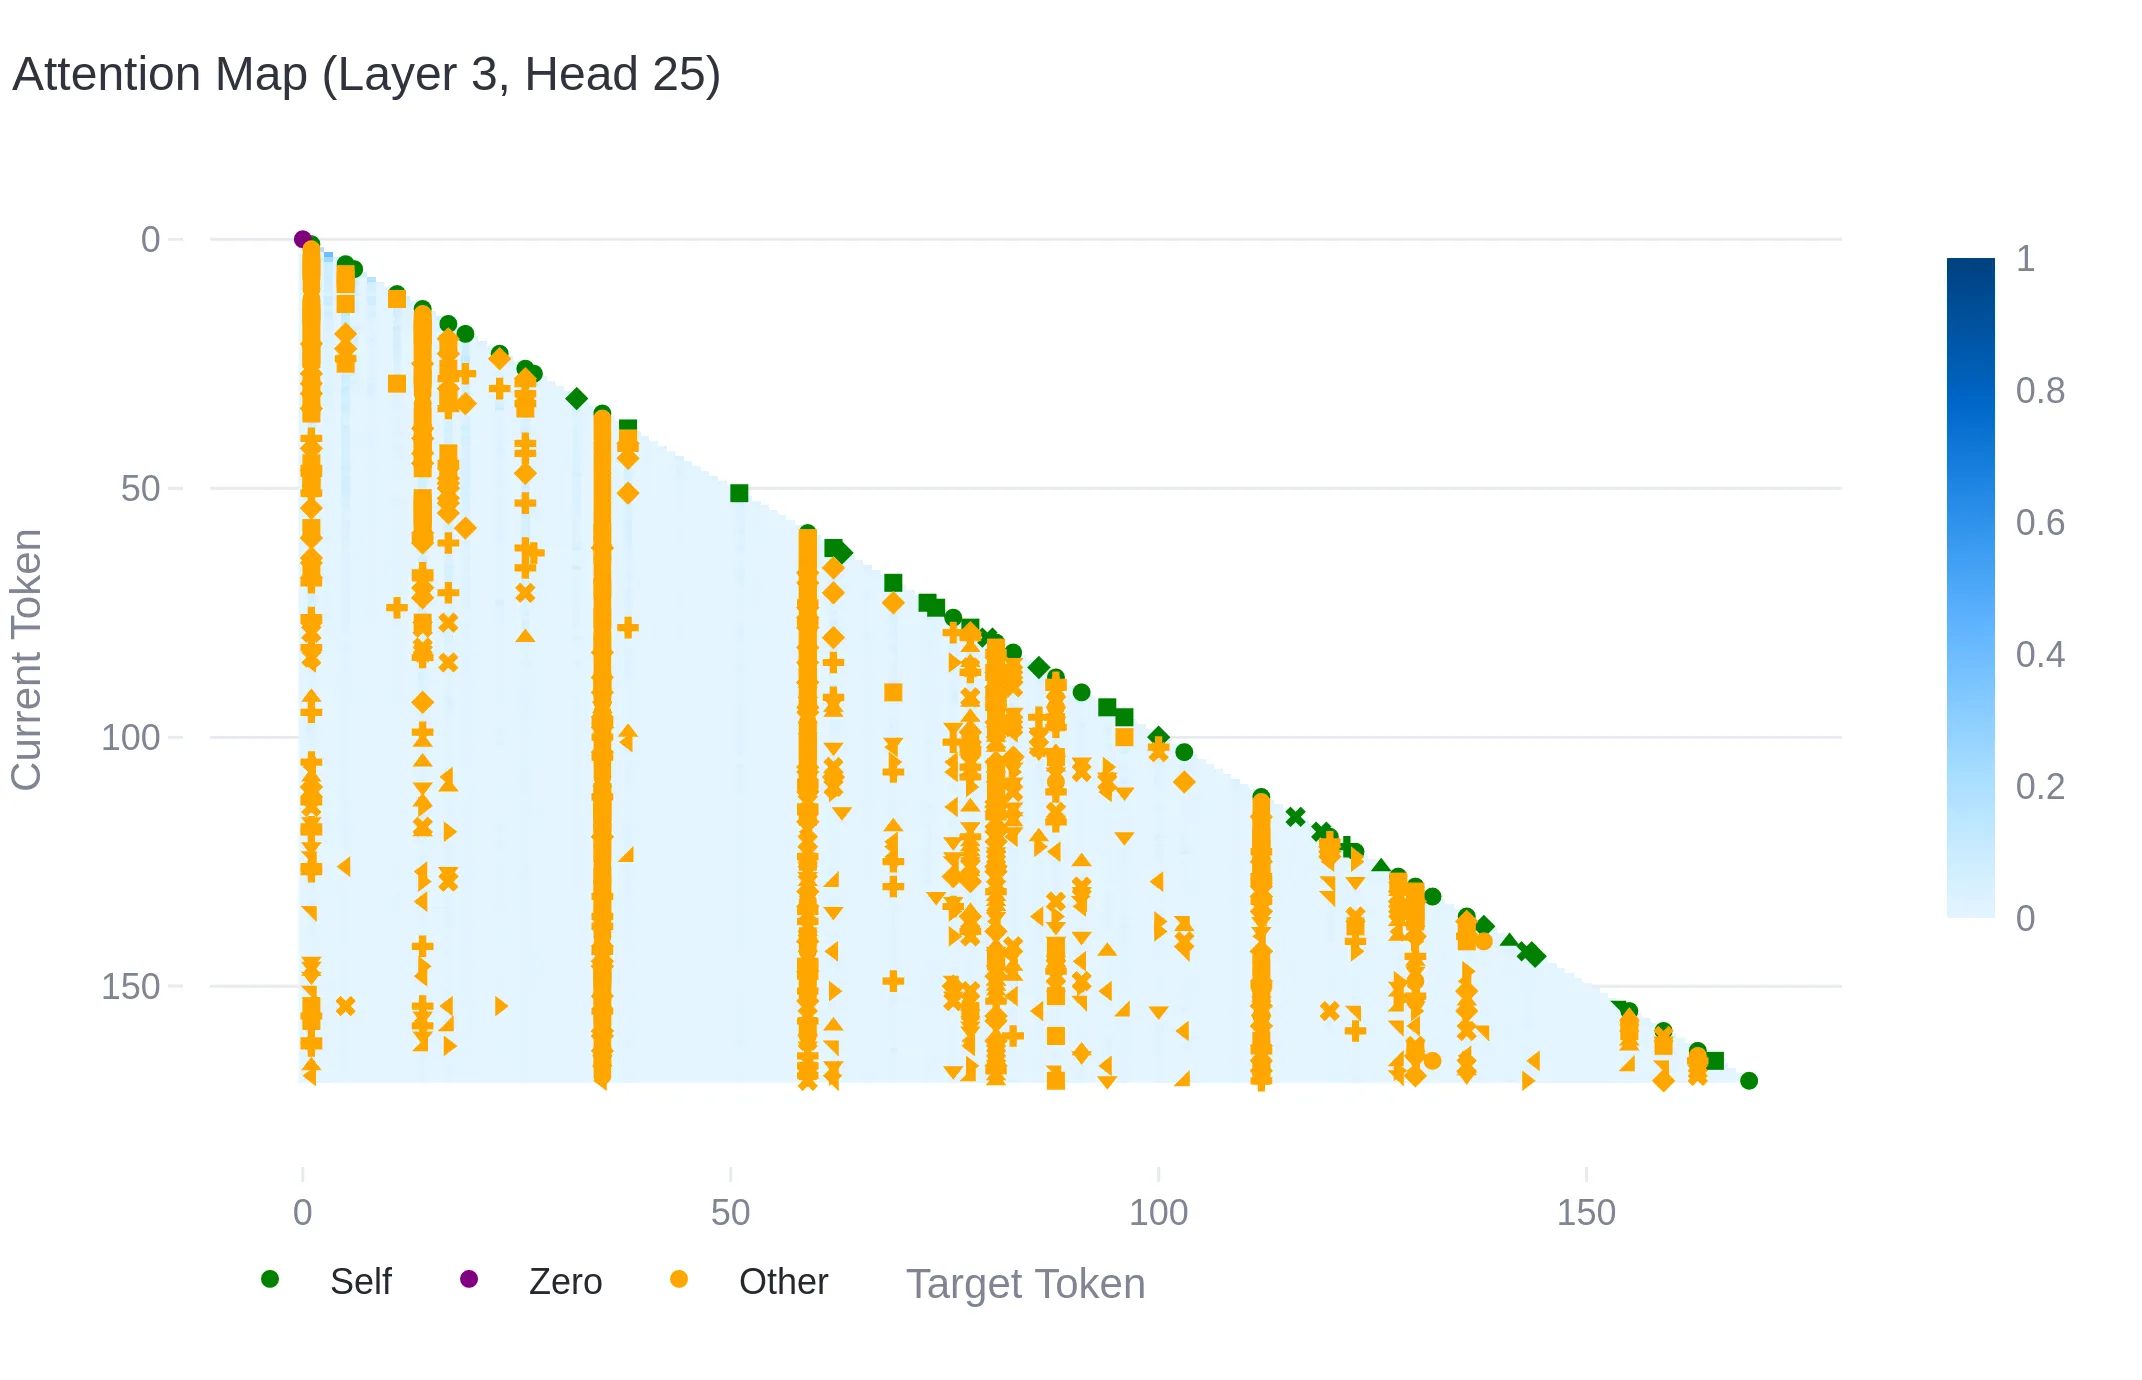 Attention Map (Layer 3, Head 25)
0
50
100
150
Current Token
1
0.8
0.6
0.4
0.2
0
0 50 100 150
Self Zero Other Target Token